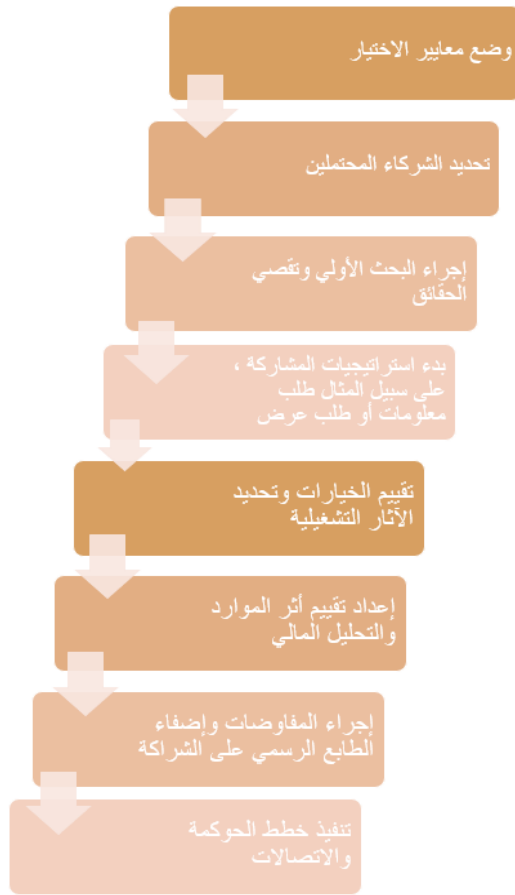 وضع معايير الاختيار
تحديد الشركاء المحتملين
إجراء البحث الأولي وتقصي
الحقائق
بدء استراتيجيات المشاركة ،
على سبيل المثال طلب
معلومات أو طلب عرض
تقييم الخيارات وتحديد
الآثار التشغيلية
إعداد تقييم أثر الموارد
والتحليل المالي
إجراء المفاوضات وإضفاء
الطابع الرسمي على الشراكة
تنفيذ خطط الحوكمة
والاتصالات